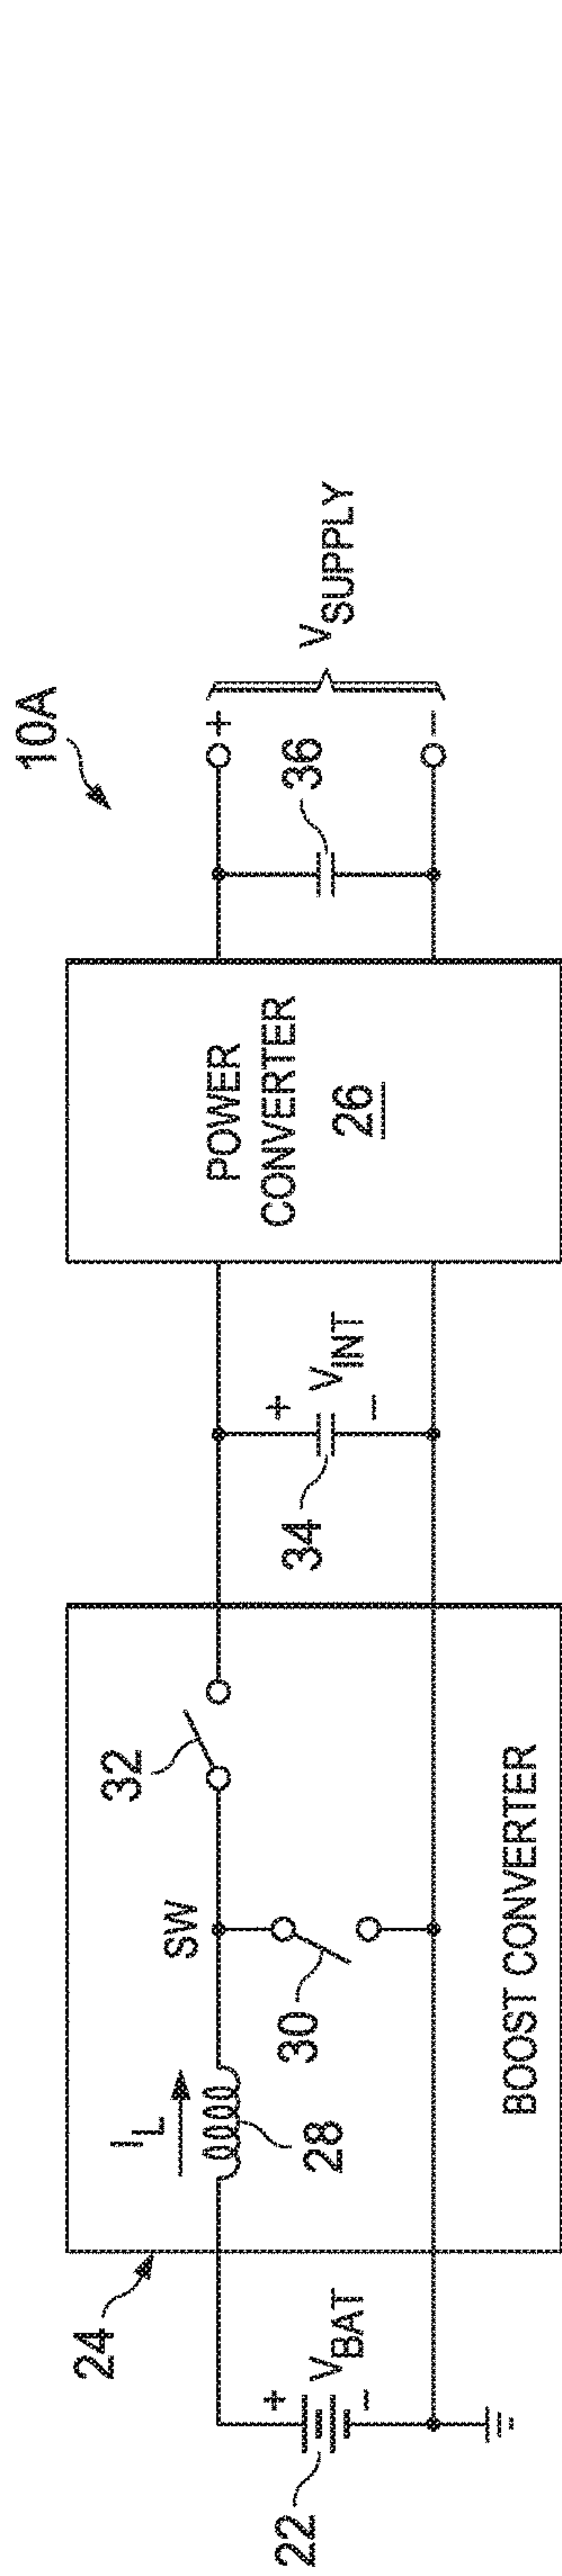 10A
24
I_L
SW
32
28
30
BOOST CONVERTER
22
+
V_BAT
−
34
+
V_INT
−
POWER
CONVERTER
26
36
+
−
V_SUPPLY